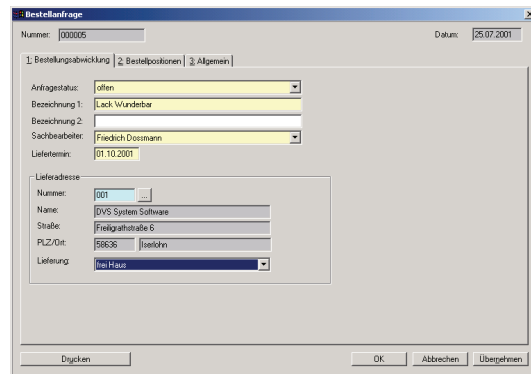 Bestellanfrage
Nummer: 000005 Datum: 25.07.2001
1: Bestellungsabwicklung 2: Bestellpositionen 3: Allgemein
Anfragestatus: offen
Bezeichnung 1: Lack Wunderbar
Bezeichnung 2:
Sachbearbeiter: Friedrich Dossmann
Liefertermin: 01.10.2001
Lieferadresse
Nummer: 001 ...
Name: DVS System Software
Straße: Freiligrathstraße 6
PLZ/Ort: 58636 Iserlohn
Lieferung: frei Haus
Drucken OK Abbrechen Übernehmen